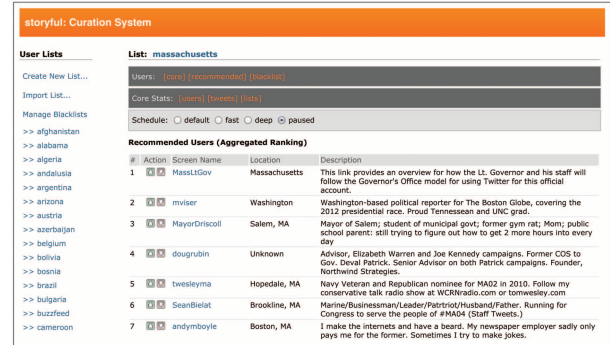 storyful: Curation System
User Lists
Create New List...
Import List...
Manage Blacklists
>> afghanistan
>> alabama
>> algeria
>> andalusia
>> argentina
>> arizona
>> austria
>> azerbaijan
>> belgium
>> bolivia
>> bosnia
>> brazil
>> bulgaria
>> buzzfeed
>> cameroon
List: massachusetts
Users: [core] [recommended] [blacklist]
Core Stats: [users] [tweets] [lists]
Schedule: default fast deep paused
Recommended Users (Aggregated Ranking)
# Action Screen Name Location Description
1 MassLtGov Massachusetts This link provides an overview for how the Lt. Governor and his staff will
follow the Governor's Office model for using Twitter for this official
account.
2 mviser Washington Washington-based political reporter for The Boston Globe, covering the
2012 presidential race. Proud Tennessean and UNC grad.
3 MayorDriscoll Salem, MA Mayor of Salem; student of municipal govt; former gym rat; Mom; public
school parent: still trying to figure out how to get 2 more hours into every
day
4 dougrubin Unknown Advisor, Elizabeth Warren and Joe Kennedy campaigns. Former COS to
Gov. Deval Patrick. Senior Advisor on both Patrick campaigns. Founder,
Northwind Strategies.
5 twesleyma Hopedale, MA Navy Veteran and Republican nominee for MA02 in 2010. Follow my
conservative talk radio show at WCRNradio.com or tomwesley.com
6 SeanBielat Brookline, MA Marine/Businessman/Leader/Patrtriot/Husband/Father. Running for
Congress to serve the people of #MA04 (Staff Tweets.)
7 andymboyle Boston, MA I make the internets and have a beard. My newspaper employer sadly only
pays me for the former. Sometimes I try to make jokes.